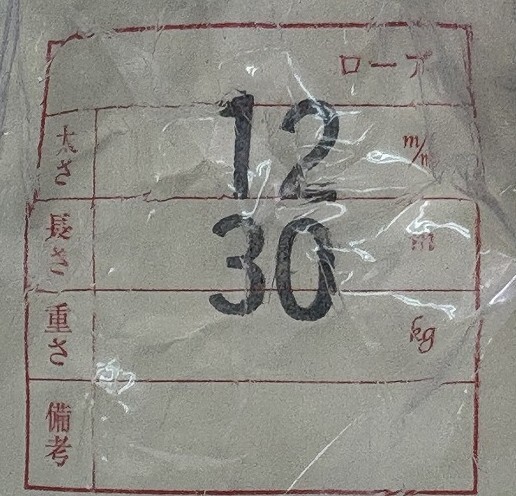 ロープ
太さ 12 m/m
長さ 30 m
重さ kg
備考